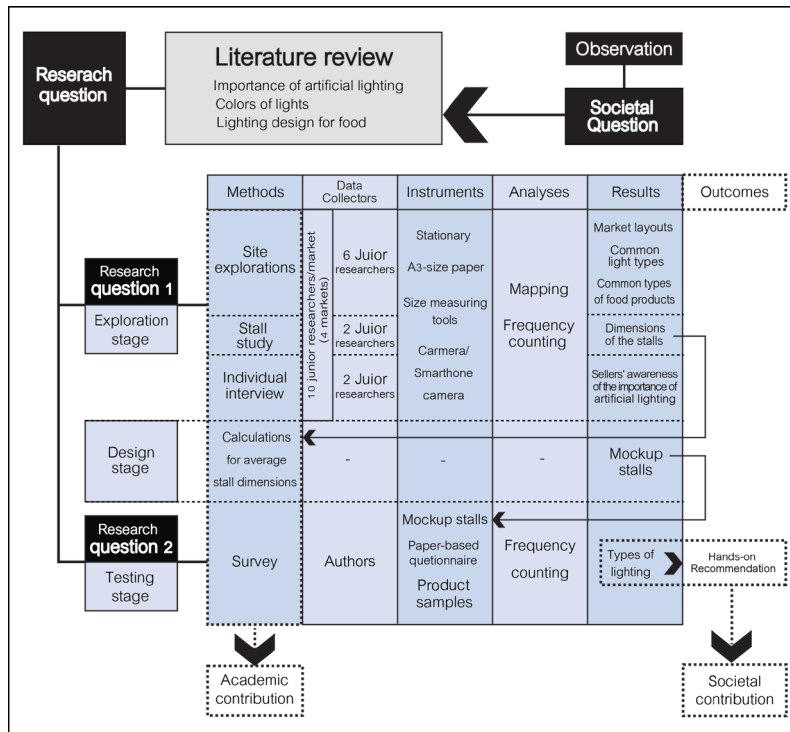 Reserach
question
Literature review
Importance of artificial lighting
Colors of lights
Lighting design for food
Observation
Societal
Question
Methods
Data
Collectors
Instruments
Analyses
Results
Outcomes
Research
question 1
Exploration
stage
Site
explorations
Stall
study
Individual
interview
10 junior researchers/market
(4 markets)
6 Juior
researchers
2 Juior
researchers
2 Juior
researchers
Stationary
A3-size paper
Size measuring
tools
Carmera/
Smarthone
camera
Mapping
Frequency
counting
Market layouts
Common
light types
Common types
of food products
Dimensions
of the stalls
Sellers' awareness
of the importance of
artificial lighting
Design
stage
Calculations
for average
stall dimensions
-
-
-
Mockup
stalls
Research
question 2
Testing
stage
Survey
Authors
Mockup stalls
Paper-based
quetionnaire
Product
samples
Frequency
counting
Types of
lighting
Hands-on
Recommendation
Academic
contribution
Societal
contribution